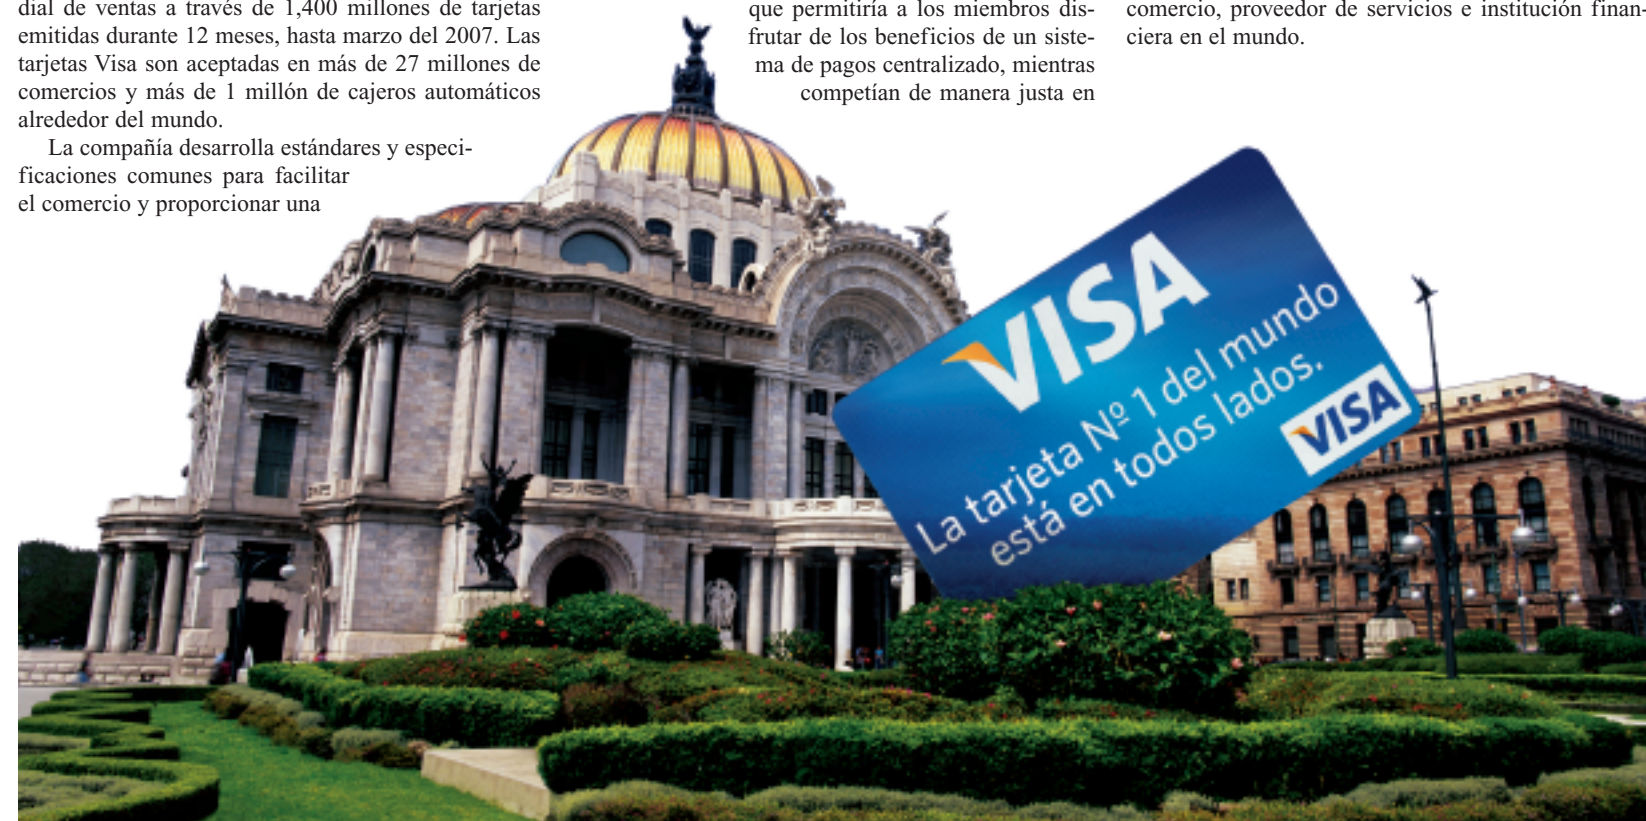 dial de ventas a través de 1,400 millones de tarjetas
emitidas durante 12 meses, hasta marzo del 2007. Las
tarjetas Visa son aceptadas en más de 27 millones de
comercios y más de 1 millón de cajeros automáticos
alrededor del mundo.
La compañía desarrolla estándares y especi-
ficaciones comunes para facilitar
el comercio y proporcionar una
que permitiría a los miembros dis-
frutar de los beneficios de un siste-
ma de pagos centralizado, mientras
competían de manera justa en
comercio, proveedor de servicios e institución finan-
ciera en el mundo.
VISA
La tarjeta Nº 1 del mundo
está en todos lados.
VISA